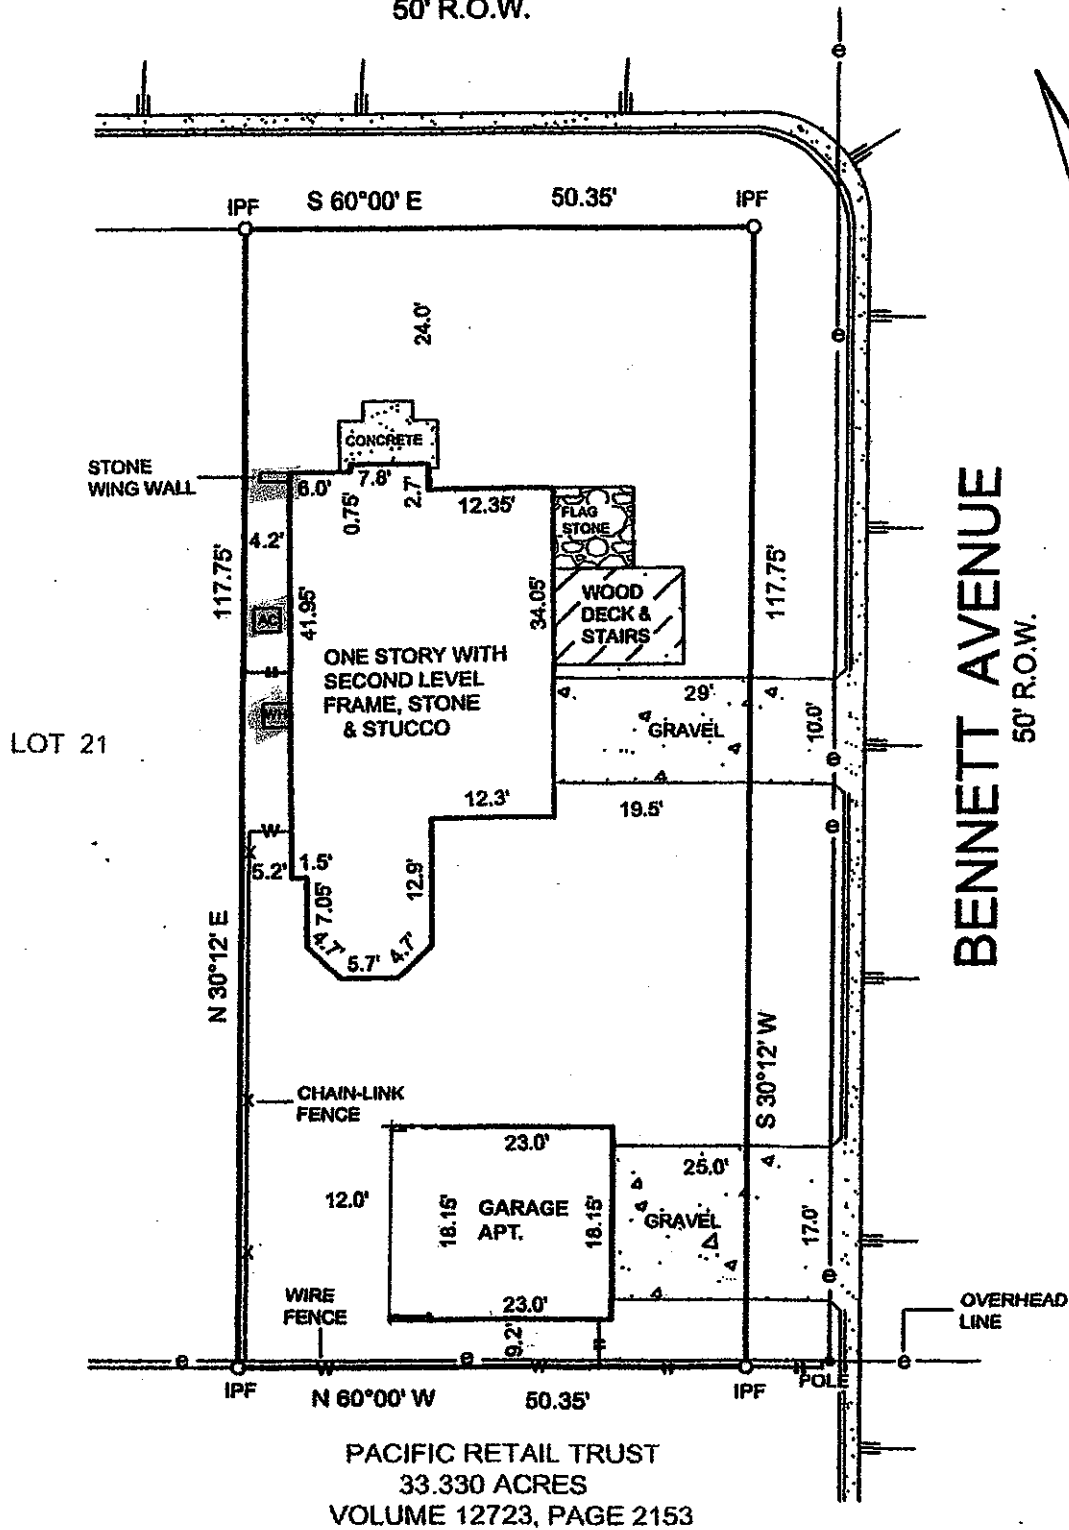 50' R.O.W.
IPF
S 60°00' E
50.35'
IPF
24.0'
CONCRETE
STONE
WING WALL
6.0'
7.8'
0.75'
2.7'
12.35'
FLAG
STONE
4.2'
117.75'
AC
41.95'
34.05'
WOOD
DECK &
STAIRS
117.75'
ONE STORY WITH
SECOND LEVEL
FRAME, STONE
& STUCCO
WH
29'
GRAVEL
10.0'
BENNETT AVENUE
50' R.O.W.
LOT 21
12.3'
19.5'
W
5.2'
1.5'
7.05'
12.9'
4.7'
5.7'
4.7'
N 30°12' E
S 30°12' W
CHAIN-LINK
FENCE
23.0'
25.0'
12.0'
18.15'
GARAGE
APT.
18.15'
GRAVEL
17.0'
WIRE
FENCE
23.0'
9.2'
OVERHEAD
LINE
IPF
N 60°00' W
50.35'
IPF
POLE
PACIFIC RETAIL TRUST
33.330 ACRES
VOLUME 12723, PAGE 2153